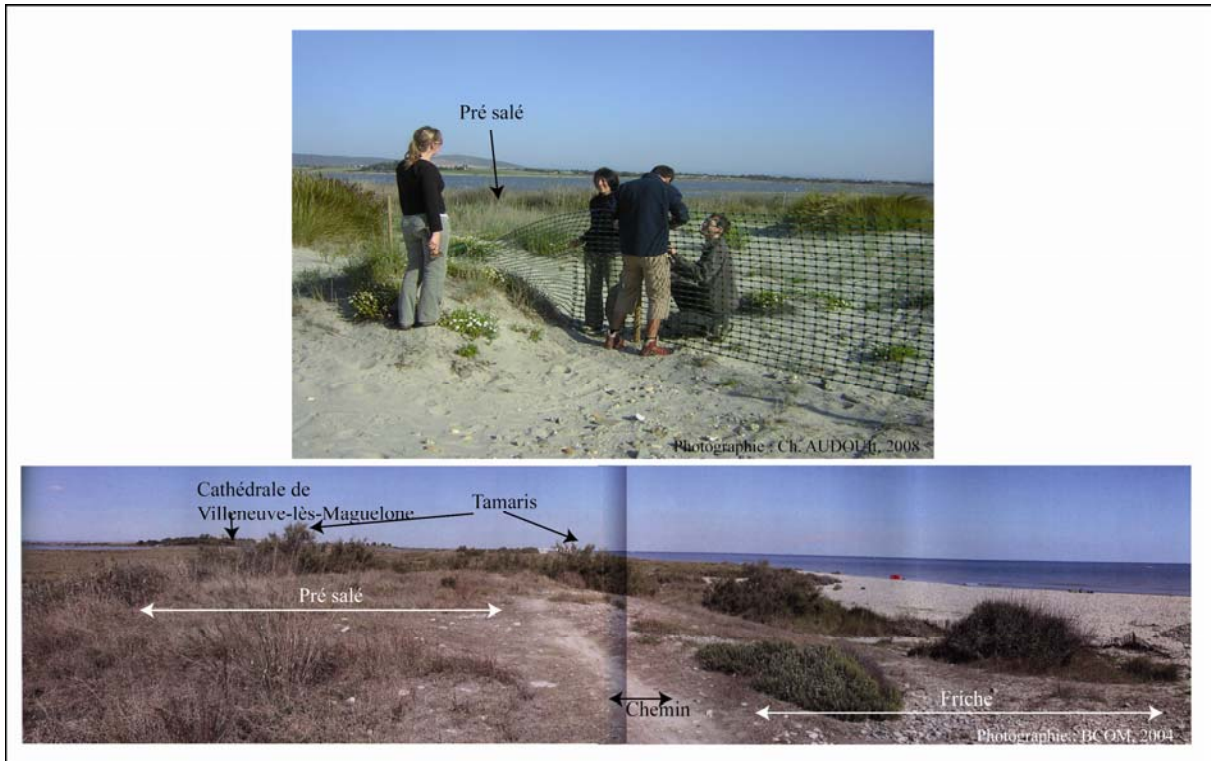 Pré salé
Photographie : Ch. AUDOUIt, 2008
Cathédrale de
Villeneuve-lès-Maguelone
Tamaris
Pré salé
Chemin
Friche
Photographie : BCOM, 2004